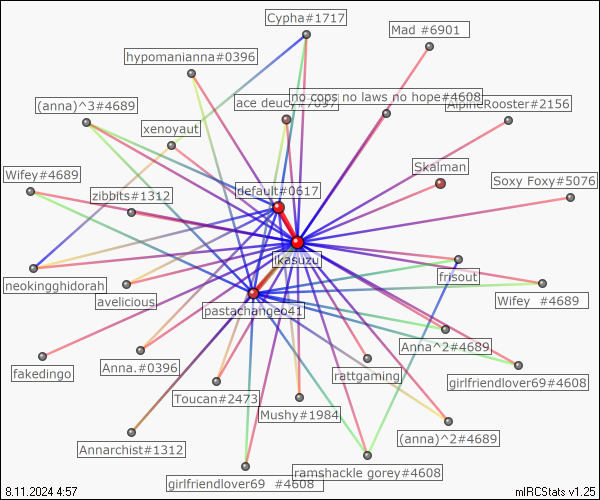 Cypha#1717
Mad #6901
hypomanianna#0396
no cops no laws no hope#4608
(anna)^3#4689
ace deuce #7697
AlpineRooster#2156
xenoyaut
Skalman
Wifey#4689
Soxy Foxy#5076
default#0617
zibbits#1312
ikasuzu
neokingghidorah
frisout
avelicious
Wifey #4689
pastachangeo41
Anna^2#4689
Anna.#0396
fakedingo
rattgaming
girlfriendlover69#4608
Toucan#2473
Mushy#1984
(anna)^2#4689
Annarchist#1312
ramshackle gorey#4608
girlfriendlover69 #4608
8.11.2024 4:57
mIRCStats v1.25